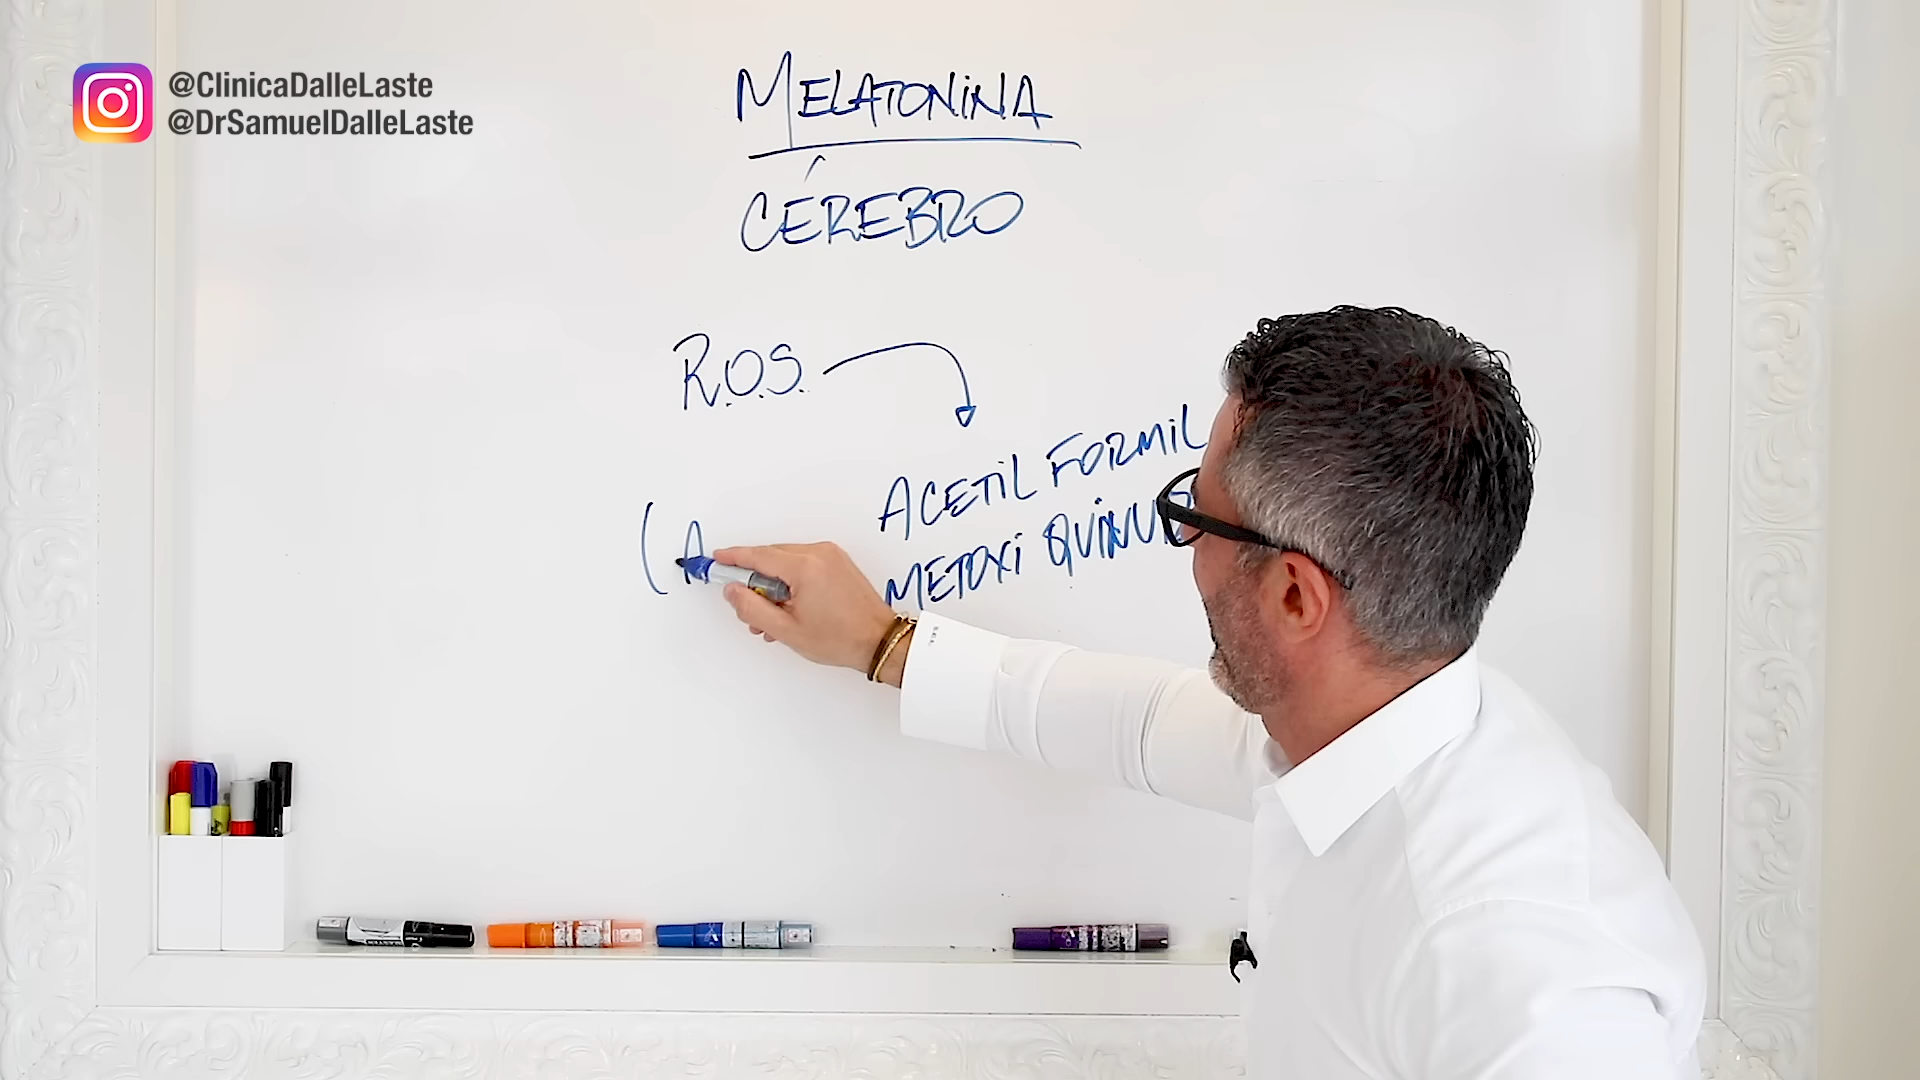 @ClinicaDalleLaste
@DrSamuelDalleLaste
MELATONINA
CÉREBRO
R.O.S.
ACETIL FORMIL
METOXI
(A